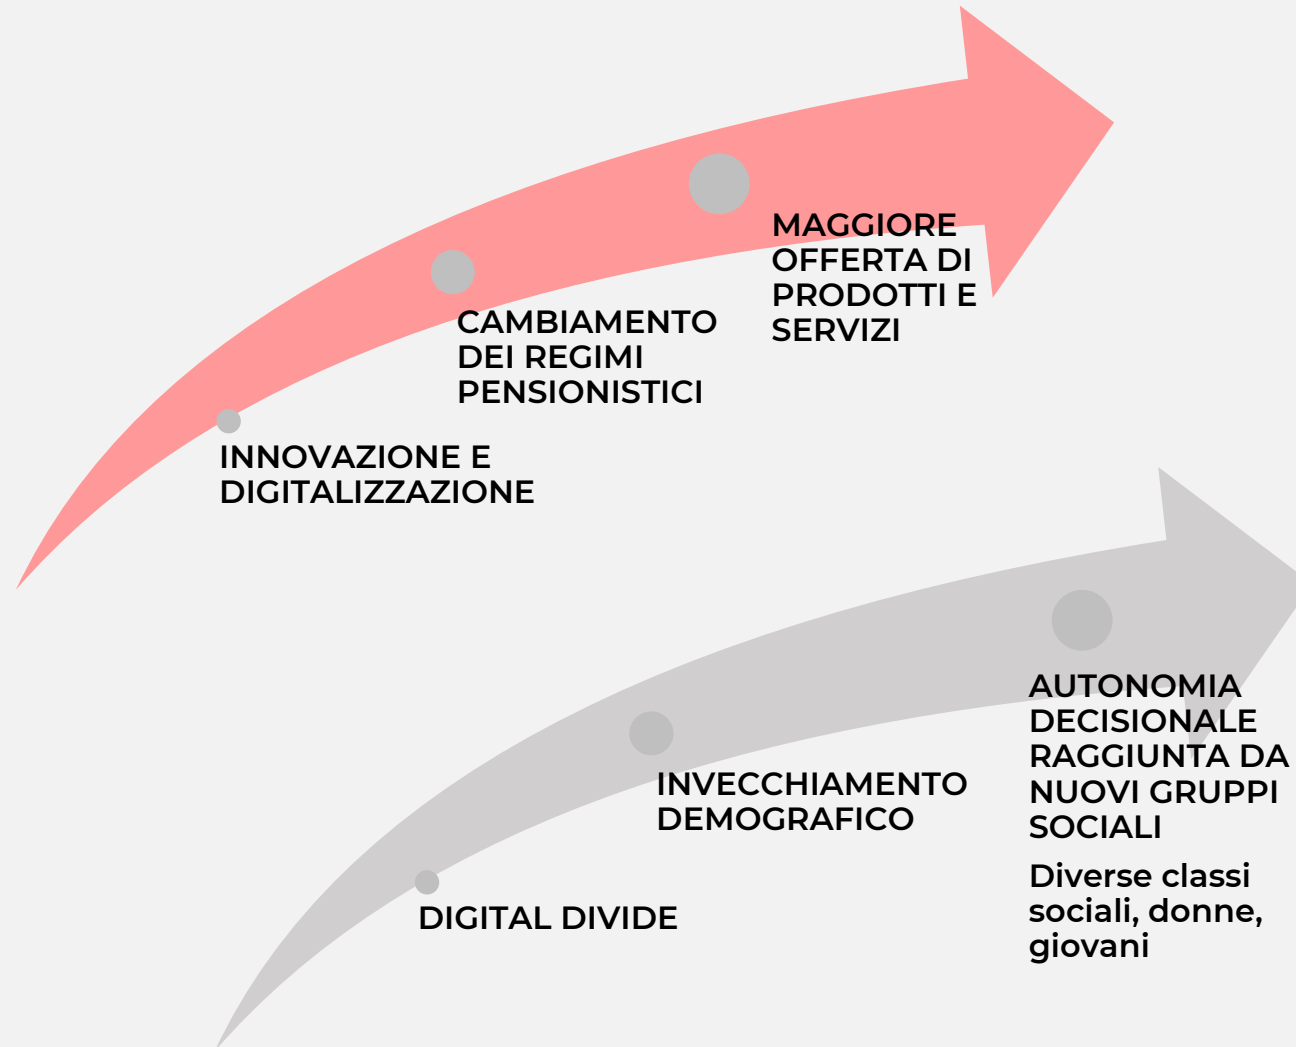 MAGGIORE
OFFERTA DI
PRODOTTI E
SERVIZI
CAMBIAMENTO
DEI REGIMI
PENSIONISTICI
INNOVAZIONE E
DIGITALIZZAZIONE
AUTONOMIA
DECISIONALE
RAGGIUNTA DA
NUOVI GRUPPI
SOCIALI
Diverse classi
sociali, donne,
giovani
INVECCHIAMENTO
DEMOGRAFICO
DIGITAL DIVIDE